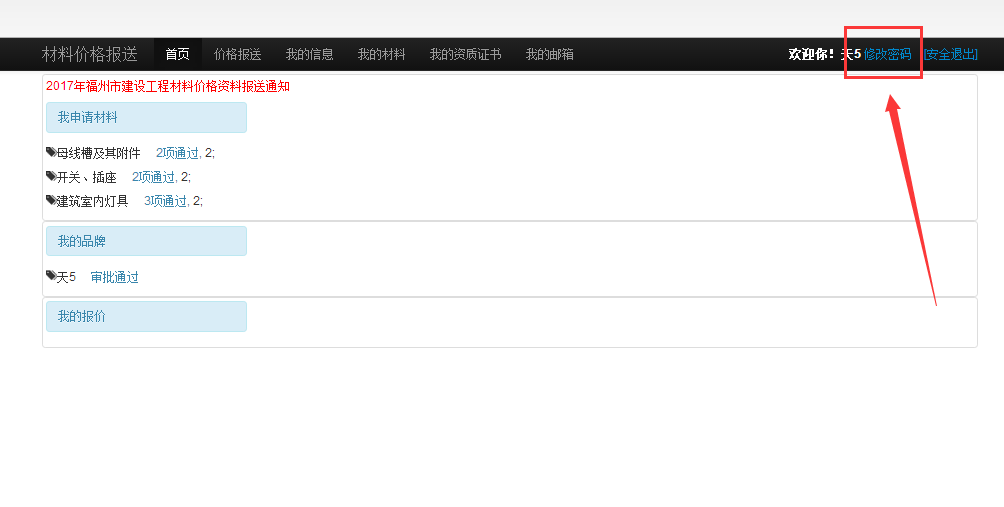 材料价格报送 首页 价格报送 我的信息 我的材料 我的资质证书 我的邮箱 欢迎你！天5 修改密码 [安全退出]
2017年福州市建设工程材料价格资料报送通知
我申请材料
母线槽及其附件 2项通过, 2;
开关、插座 2项通过, 2;
建筑室内灯具 3项通过, 2;
我的品牌
天5 审批通过
我的报价